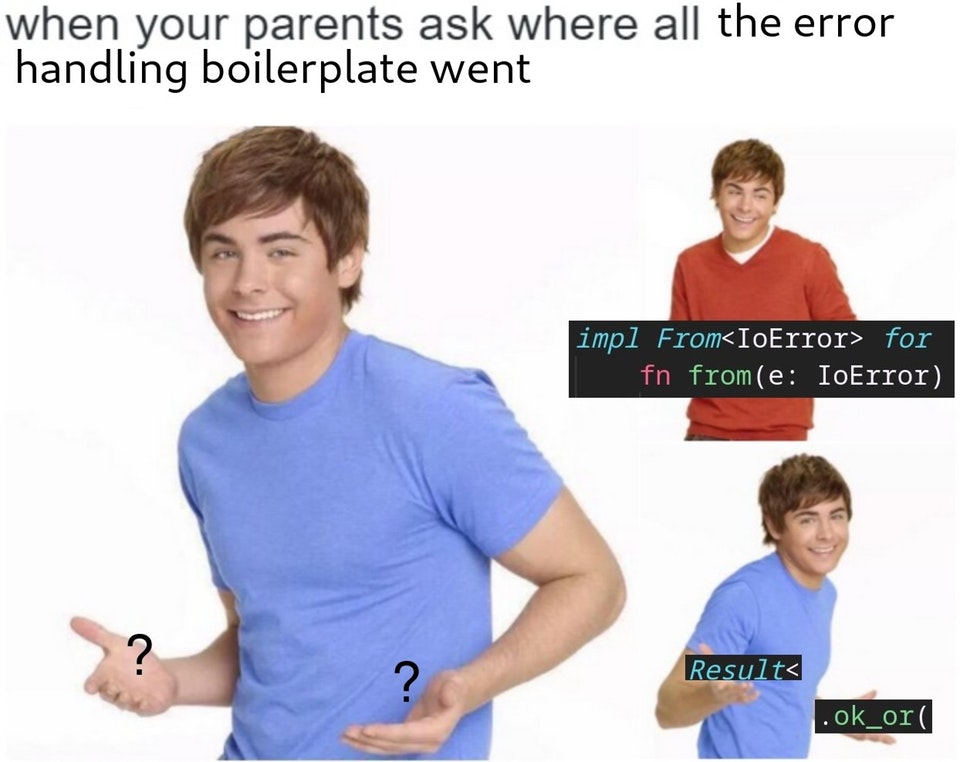 when your parents ask where all the error
handling boilerplate went
impl From<IoError> for
fn from(e: IoError)
?
?
Result<
.ok_or(